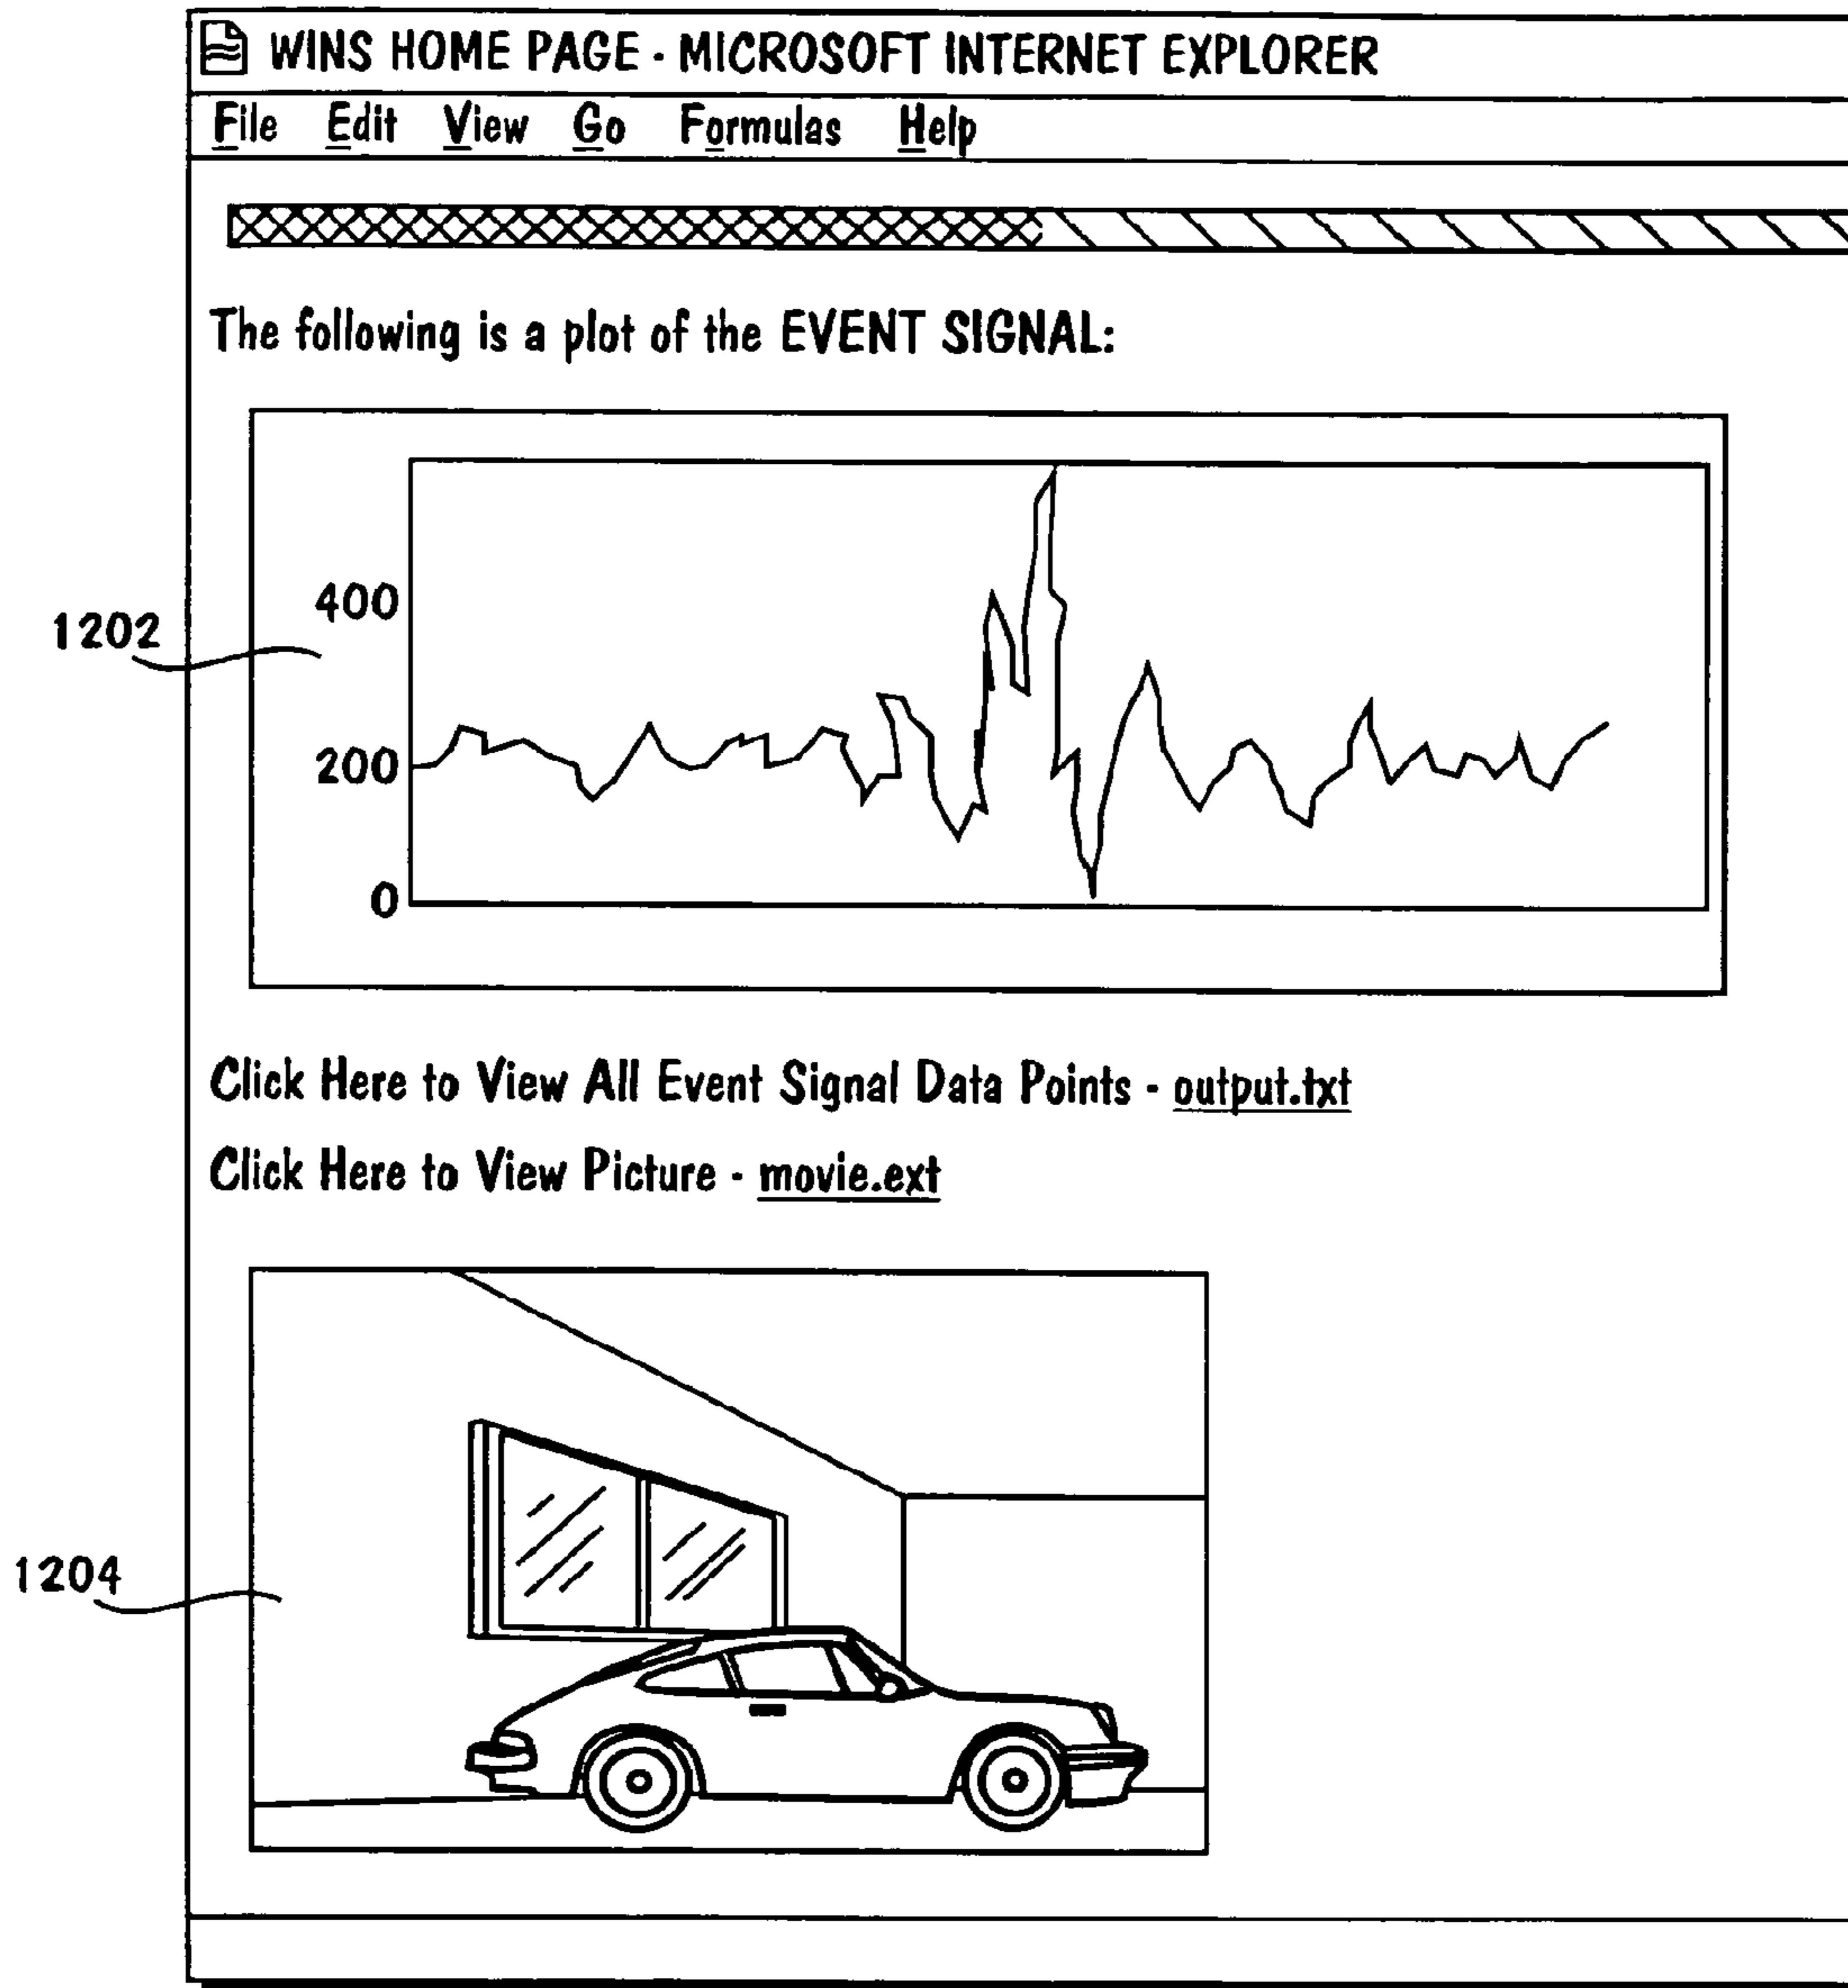 WINS HOME PAGE - MICROSOFT INTERNET EXPLORER
File Edit View Go Formulas Help
The following is a plot of the EVENT SIGNAL:
400
1202
200
0
Click Here to View All Event Signal Data Points - output.txt
Click Here to View Picture - movie.ext
1204